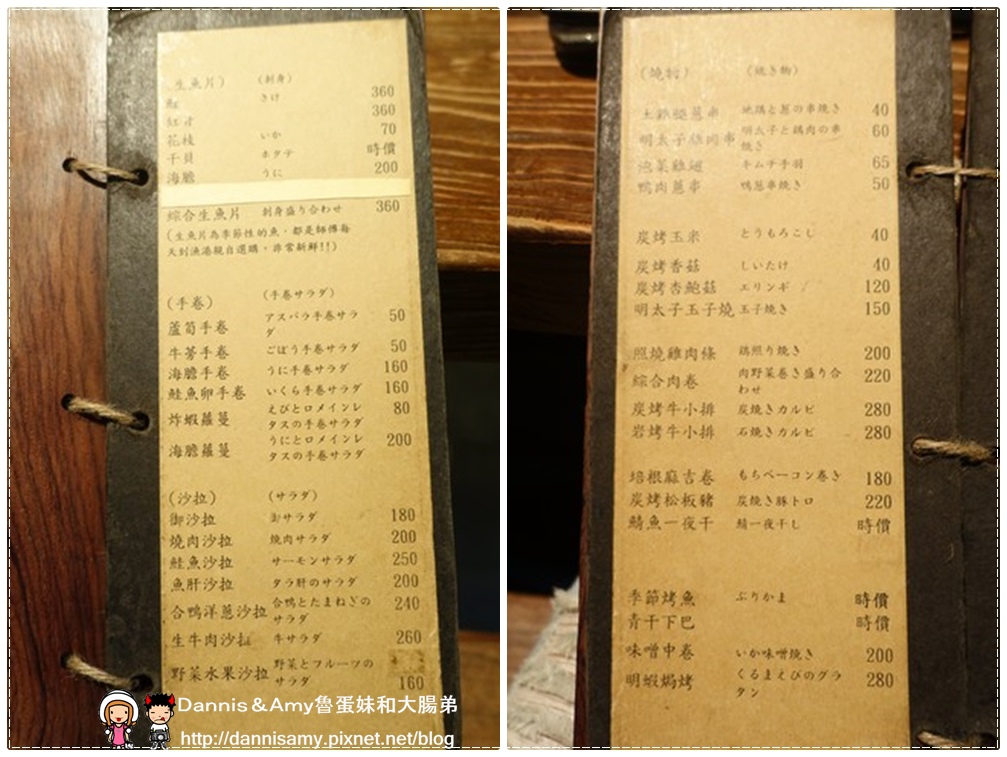 生魚片) (刺身)
鮭 さけ 360
紅才 360
花枝 いか 70
干貝 ホタテ 時價
海膽 うに 200
綜合生魚片 刺身盛り合わせ 360
(生魚片為季節性的魚,都是師傅每
天到漁港親自選購,非常新鮮!!)
(手卷) (手巻サラダ)
蘆筍手卷 アスパラ手巻サラ 50
ダ
牛蒡手卷 ごぼう手巻サラダ 50
海膽手卷 うに手巻サラダ 160
鮭魚卵手卷 いくら手巻サラダ 160
炸蝦蘿蔓 えびとロメインレ 80
タスの手巻サラダ
海膽蘿蔓 うにとロメインレ 200
タスの手巻サラダ
(沙拉) (サラダ)
御沙拉 御サラダ 180
燒肉沙拉 焼肉サラダ 200
鮭魚沙拉 サーモンサラダ 250
魚肝沙拉 タラ肝のサラダ 200
合鴨洋蔥沙拉 合鴨とたまねぎの 240
サラダ
生牛肉沙拉 牛サラダ 260
野菜水果沙拉 野菜とフルーツの
サラダ 160
Dannis&Amy魯蛋妹和大腸弟
http://dannisamy.pixnet.net/blog
(燒物) (焼き物)
土雞腿蔥串 地鶏と葱の串焼き 40
明太子雞肉串 明太子と鶏肉の串 60
焼き
泡菜雞翅 キムチ手羽 65
鴨肉蔥串 鴨葱串焼き 50
炭烤玉米 とうもろこし 40
炭烤香菇 しいたけ 40
炭烤杏鮑菇 エリンギ 120
明太子玉子燒 玉子焼き 150
照燒雞肉條 鶏照り焼き 200
綜合肉卷 肉野菜巻き盛り合 220
わせ
炭烤牛小排 炭焼きカルビ 280
岩烤牛小排 石焼きカルビ 280
培根麻吉卷 もちベーコン巻き 180
炭烤松板豬 炭焼き豚トロ 220
鯖魚一夜干 鯖一夜干し 時價
季節烤魚 ぶりかま 時價
青干下巴 時價
味噌中卷 いか味噌焼き 200
明蝦焗烤 くるまえびのグラ 280
タン